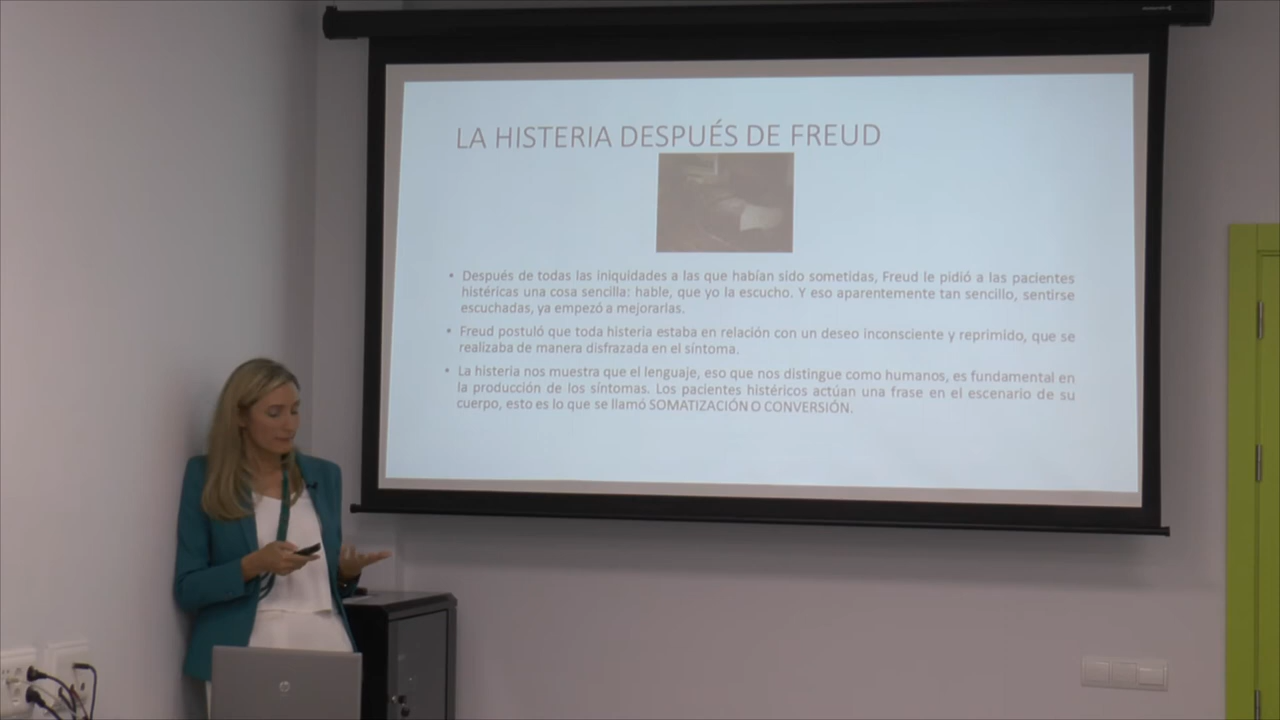 LA HISTERIA DESPUÉS DE FREUD
• Después de todas las iniquidades a las que habían sido sometidas, Freud le pidió a las pacientes
histéricas una cosa sencilla: hable, que yo la escucho. Y eso aparentemente tan sencillo, sentirse
escuchadas, ya empezó a mejorarlas.
• Freud postuló que toda histeria estaba en relación con un deseo inconsciente y reprimido, que se
realizaba de manera disfrazada en el síntoma.
• La histeria nos muestra que el lenguaje, eso que nos distingue como humanos, es fundamental en
la producción de los síntomas. Los pacientes histéricos actúan una frase en el escenario de su
cuerpo, esto es lo que se llamó SOMATIZACIÓN O CONVERSIÓN.
hp